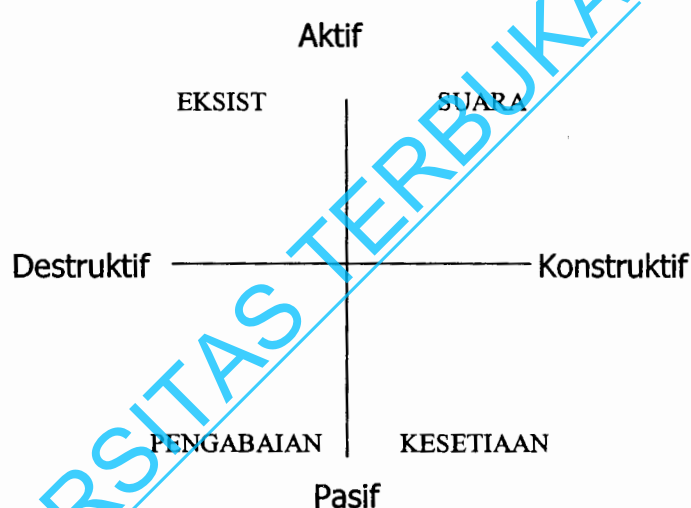 Aktif
EKSIST SUARA
Destruktif Konstruktif
PENGABAIAN KESETIAAN
Pasif
RSITAS TERBUKA